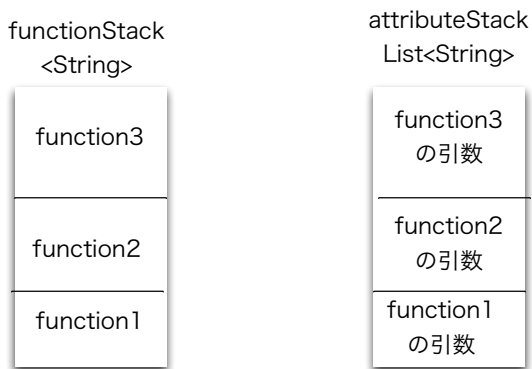 functionStack
<String>
function3
function2
function1
attributeStack
List<String>
function3
の引数
function2
の引数
function1
の引数